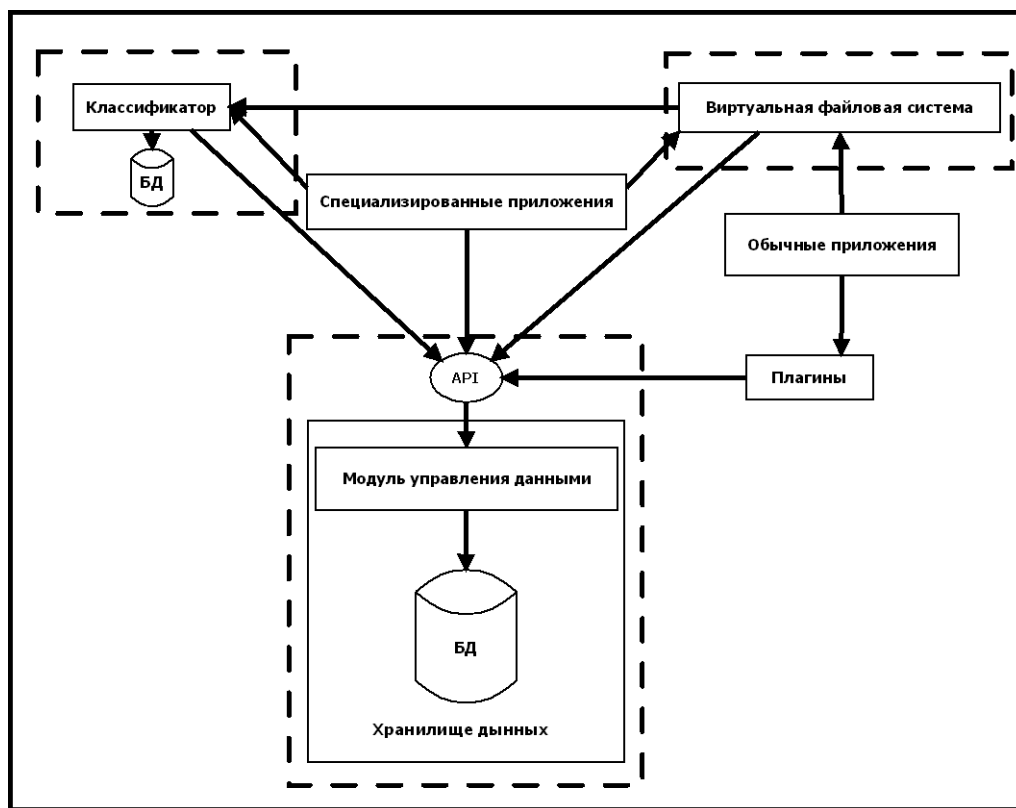 Классификатор
Виртуальная файловая система
БД
Специализированные приложения
Обычные приложения
API
Плагины
Модуль управления данными
БД
Хранилище дынных